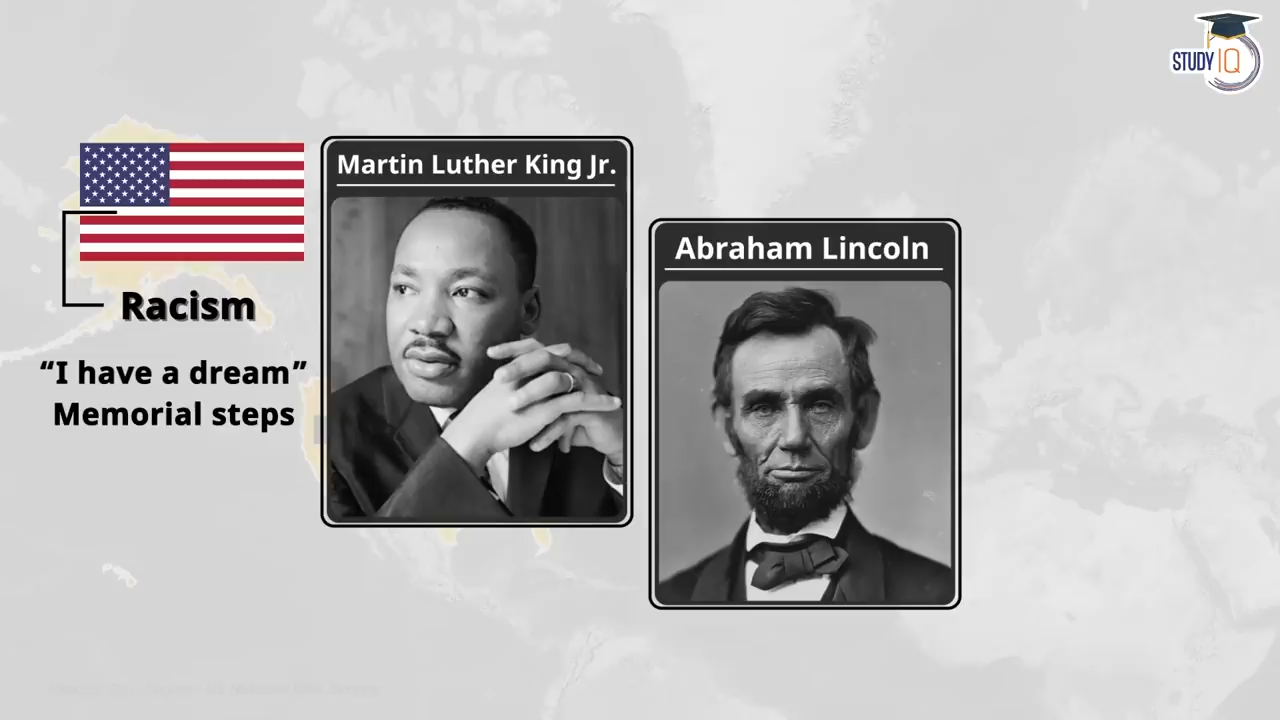 STUDY IQ
Martin Luther King Jr.
Abraham Lincoln
Racism
“I have a dream”
Memorial steps